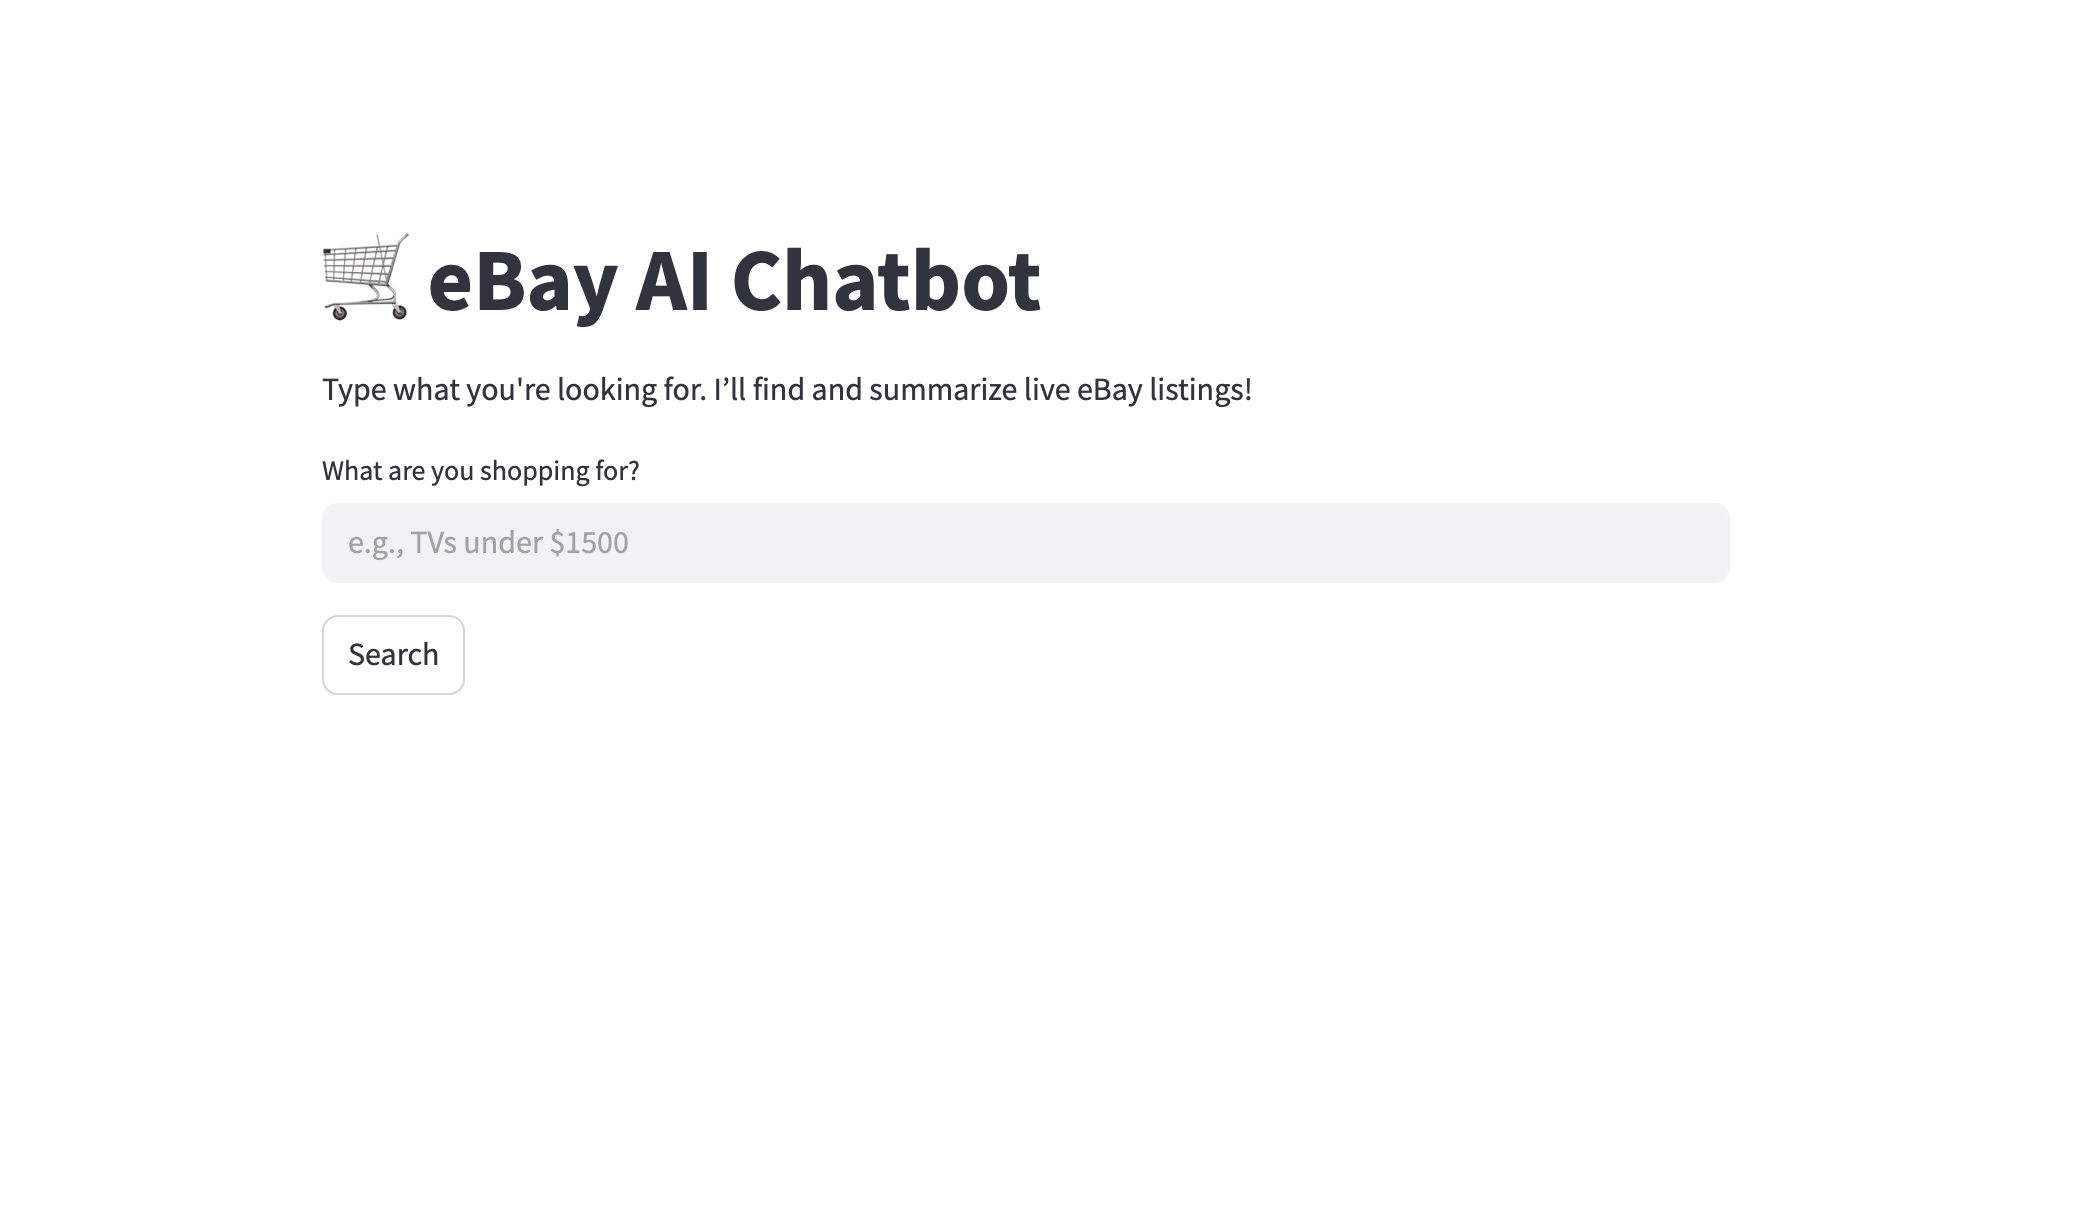 eBay AI Chatbot
Type what you're looking for. I’ll find and summarize live eBay listings!
What are you shopping for?
e.g., TVs under $1500
Search